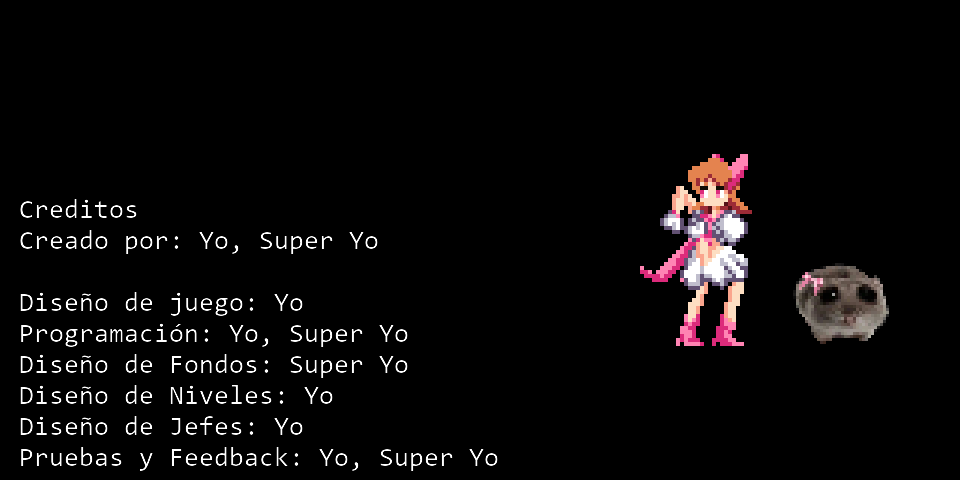 Creditos
Creado por: Yo, Super Yo
Diseño de juego: Yo
Programación: Yo, Super Yo
Diseño de Fondos: Super Yo
Diseño de Niveles: Yo
Diseño de Jefes: Yo
Pruebas y Feedback: Yo, Super Yo